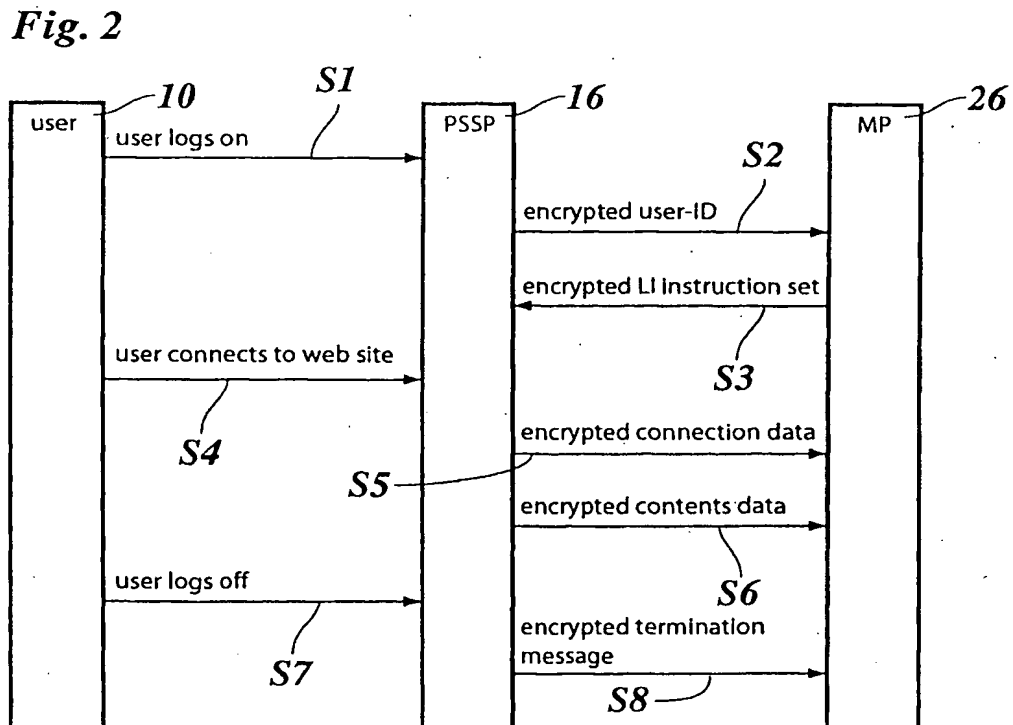 Fig. 2
10
S1
16
26
user
PSSP
MP
user logs on
S2
encrypted user-ID
encrypted LI instruction set
S3
user connects to web site
S4
encrypted connection data
S5
encrypted contents data
S6
user logs off
S7
encrypted termination
message
S8